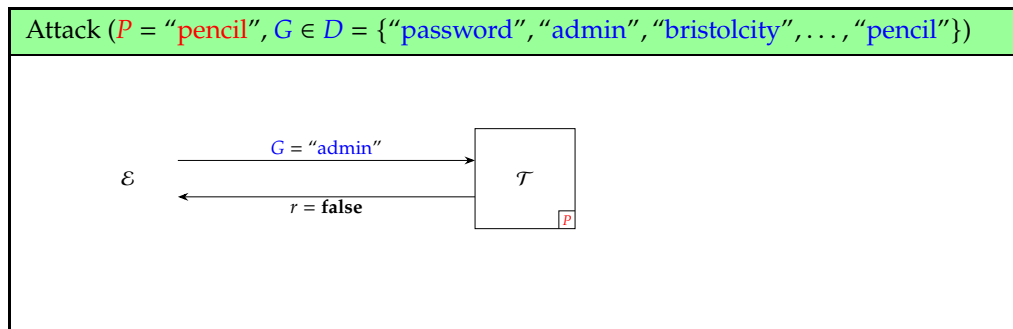 Attack (P = “pencil”, G ∈ D = {“password”, “admin”, “bristolcity”, . . . , “pencil”})
G = “admin”
ℰ
𝒯
r = false
P